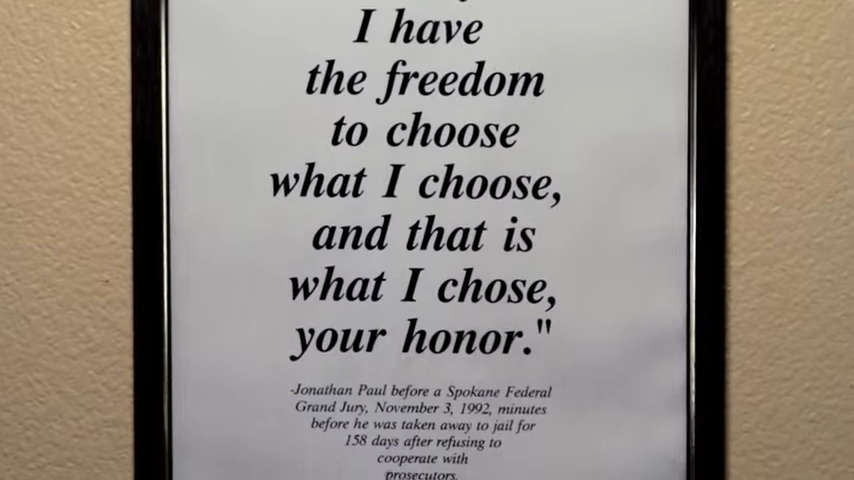 I have
the freedom
to choose
what I choose,
and that is
what I chose,
your honor."
-Jonathan Paul before a Spokane Federal
Grand Jury, November 3, 1992, minutes
before he was taken away to jail for
158 days after refusing to
cooperate with
prosecutors.